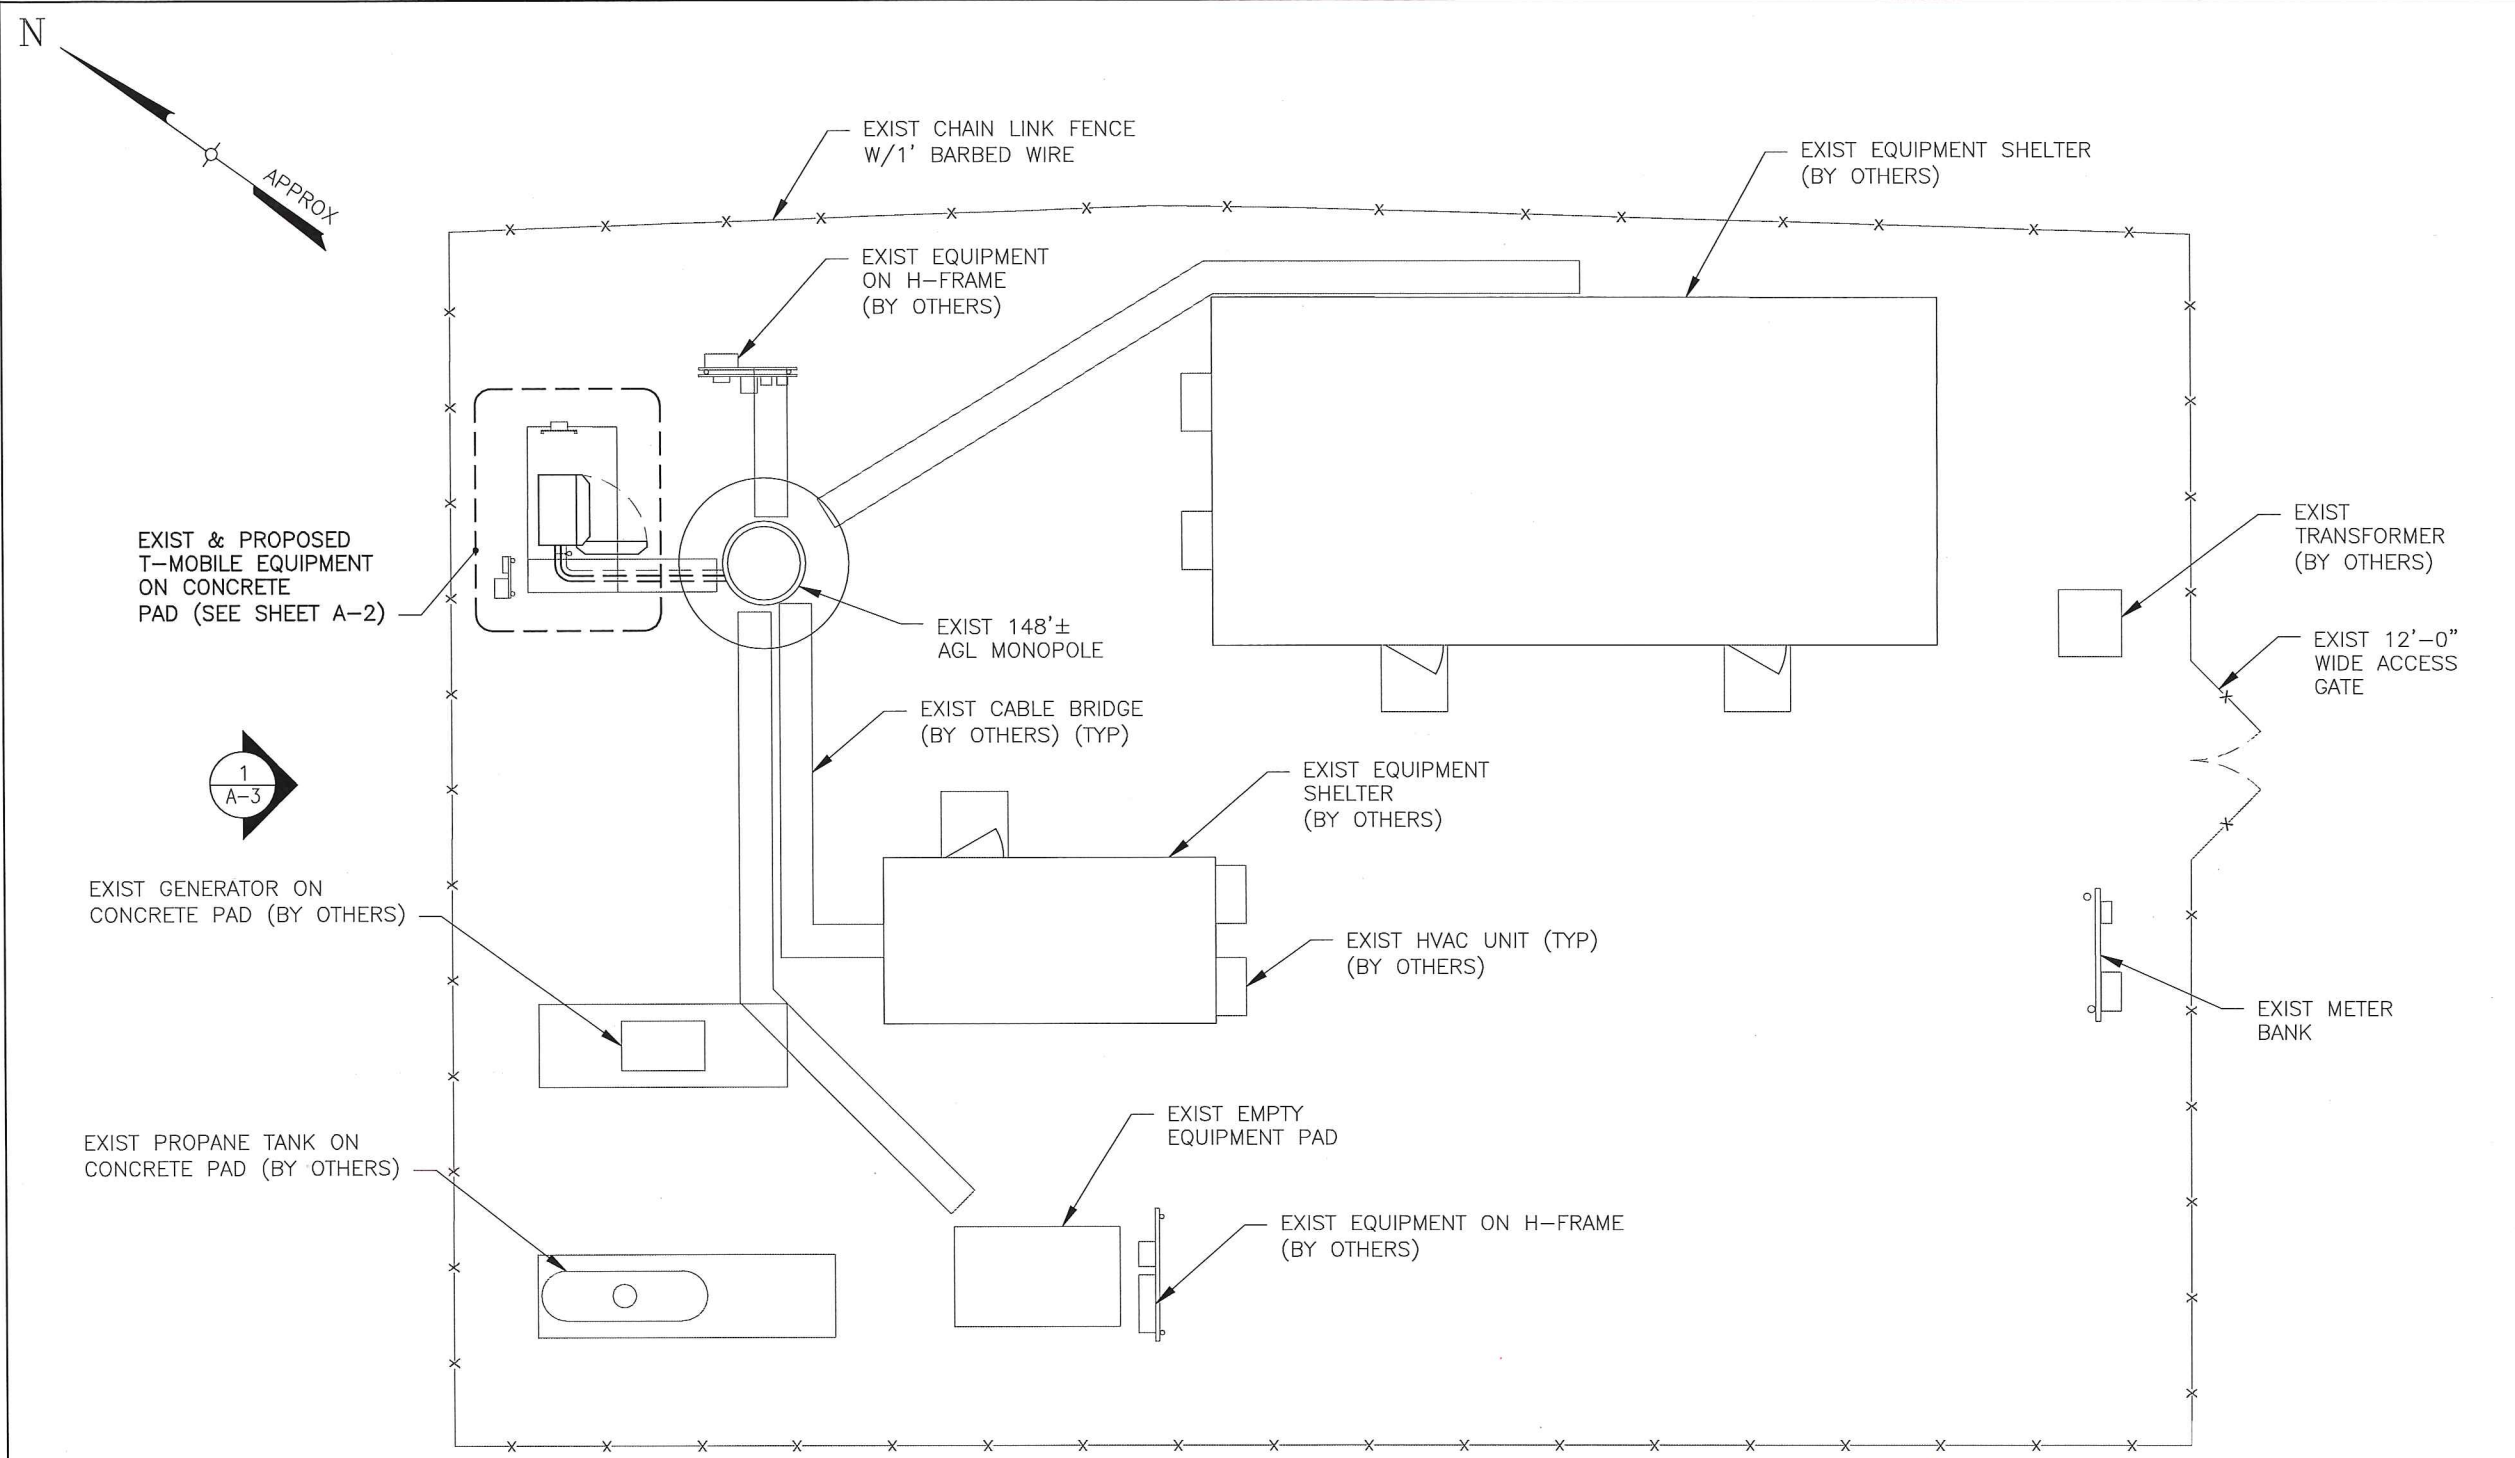 N
APPROX
EXIST CHAIN LINK FENCE
W/1' BARBED WIRE
EXIST EQUIPMENT SHELTER
(BY OTHERS)
EXIST EQUIPMENT
ON H-FRAME
(BY OTHERS)
EXIST & PROPOSED
T-MOBILE EQUIPMENT
ON CONCRETE
PAD (SEE SHEET A-2)
EXIST
TRANSFORMER
(BY OTHERS)
EXIST 148'±
AGL MONOPOLE
EXIST 12'-0"
WIDE ACCESS
GATE
EXIST CABLE BRIDGE
(BY OTHERS) (TYP)
1
A-3
EXIST EQUIPMENT
SHELTER
(BY OTHERS)
EXIST GENERATOR ON
CONCRETE PAD (BY OTHERS)
EXIST HVAC UNIT (TYP)
(BY OTHERS)
EXIST METER
BANK
EXIST EMPTY
EQUIPMENT PAD
EXIST PROPANE TANK ON
CONCRETE PAD (BY OTHERS)
EXIST EQUIPMENT ON H-FRAME
(BY OTHERS)